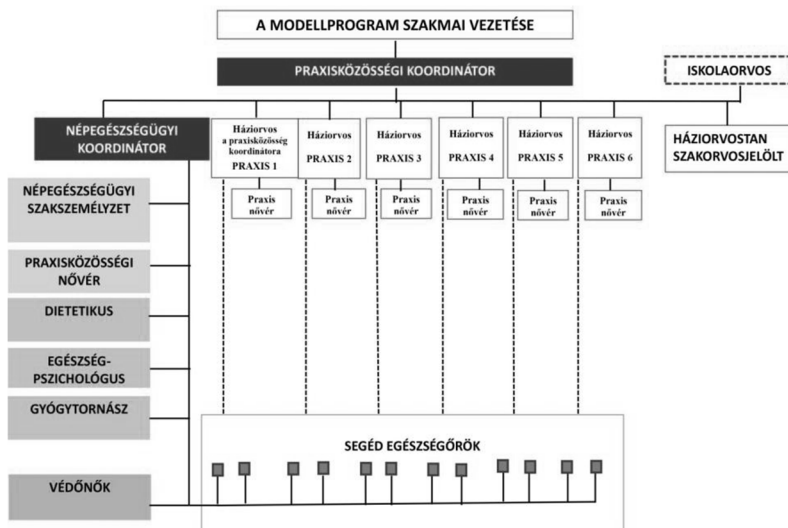 A MODELLPROGRAM SZAKMAI VEZETÉSE
PRAXISKÖZÖSSÉGI KOORDINÁTOR
ISKOLAORVOS
NÉPEGÉSZSÉGÜGYI
KOORDINÁTOR
Háziorvos
a praxisközösség
koordinátora
PRAXIS 1
Háziorvos
PRAXIS 2
Háziorvos
PRAXIS 3
Háziorvos
PRAXIS 4
Háziorvos
PRAXIS 5
Háziorvos
PRAXIS 6
HÁZIORVOSTAN
SZAKORVOSJELÖLT
Praxis
nővér
Praxis
nővér
Praxis
nővér
Praxis
nővér
Praxis
nővér
Praxis
nővér
NÉPEGÉSZSÉGÜGYI
SZAKSZEMÉLYZET
PRAXISKÖZÖSSÉGI
NŐVÉR
DIETETIKUS
EGÉSZSÉG-
PSZICHOLÓGUS
GYÓGYTORNÁSZ
VÉDŐNŐK
SEGÉD EGÉSZSÉGŐRÖK